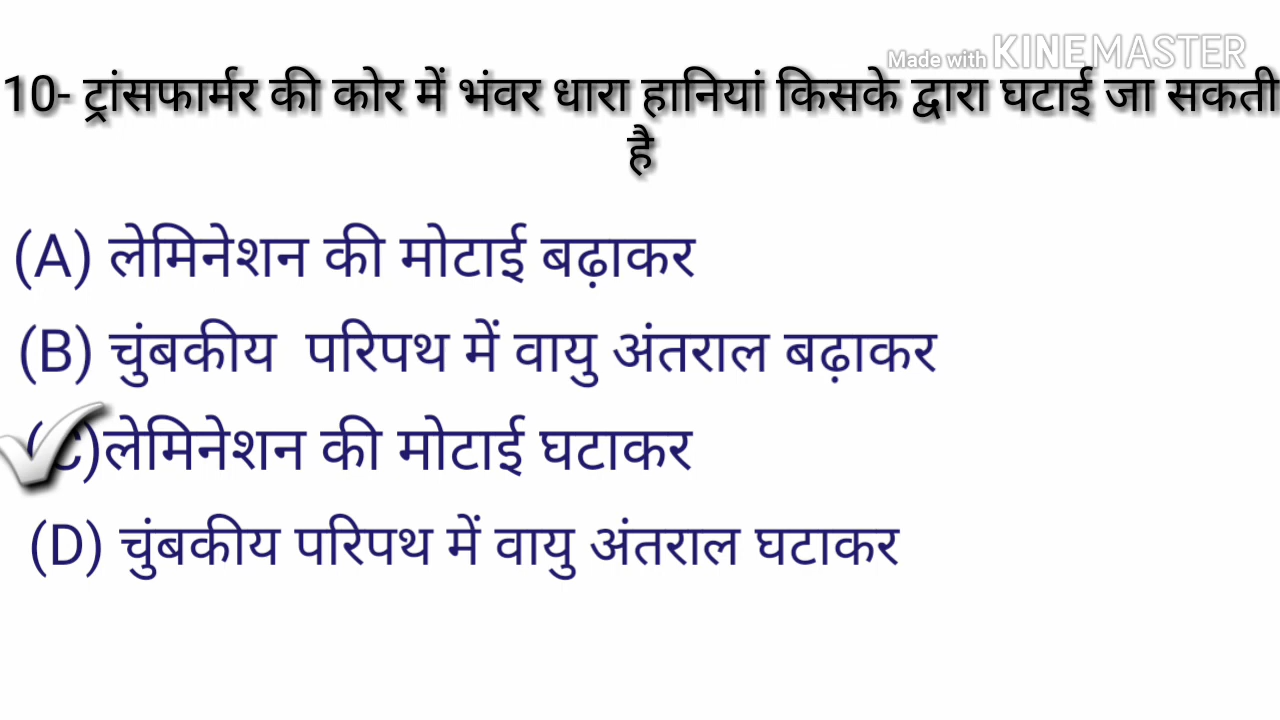 Made with KINEMASTER
10- ट्रांसफार्मर की कोर में भंवर धारा हानियां किसके द्वारा घटाई जा सकती
है
(A) लेमिनेशन की मोटाई बढ़ाकर
(B) चुंबकीय परिपथ में वायु अंतराल बढ़ाकर
(C)लेमिनेशन की मोटाई घटाकर
(D) चुंबकीय परिपथ में वायु अंतराल घटाकर